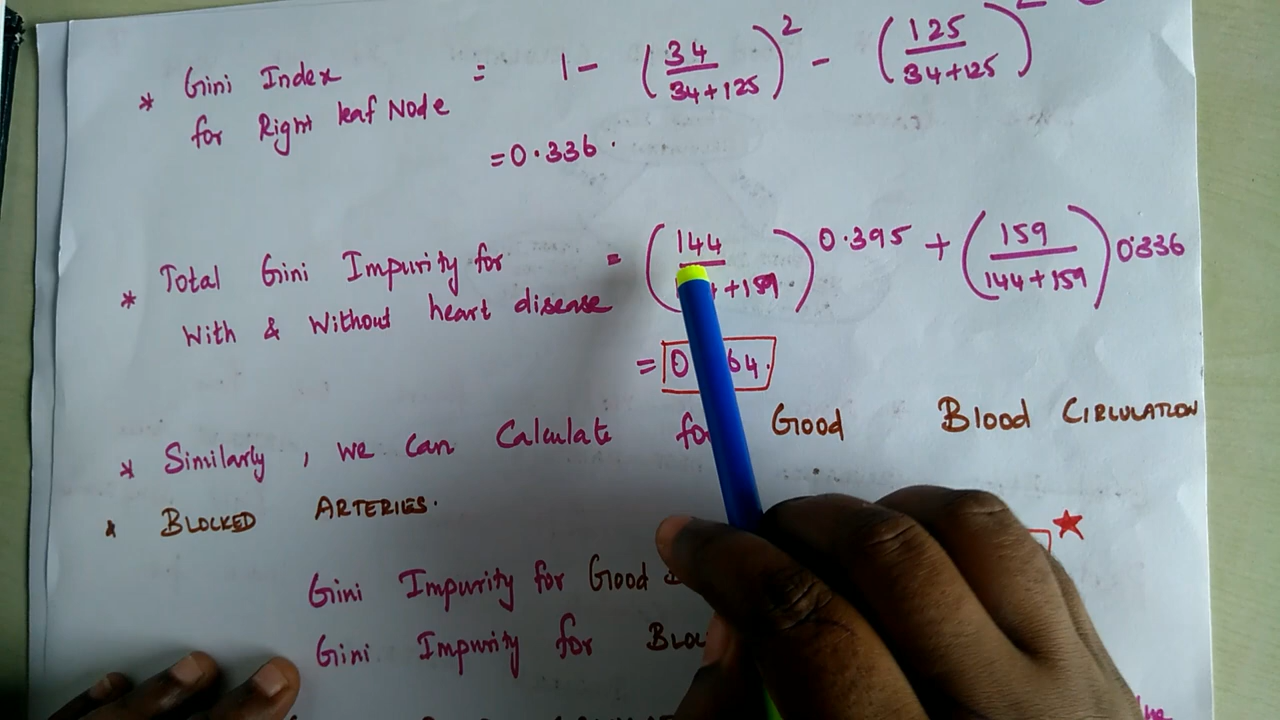 * Gini Index = 1 - (34/34+125)² - (125/34+125)²
for Right leaf Node
= 0.336.
* Total Gini Impurity for = (144/+159) 0.395 + (159/144+159) 0.336
With & Without heart disease
= 0 64.
* Similarly, we can Calculate for Good BLOOD CIRCULATION
* BLOCKED ARTERIES.
Gini Impurity for Good
Gini Impurity for